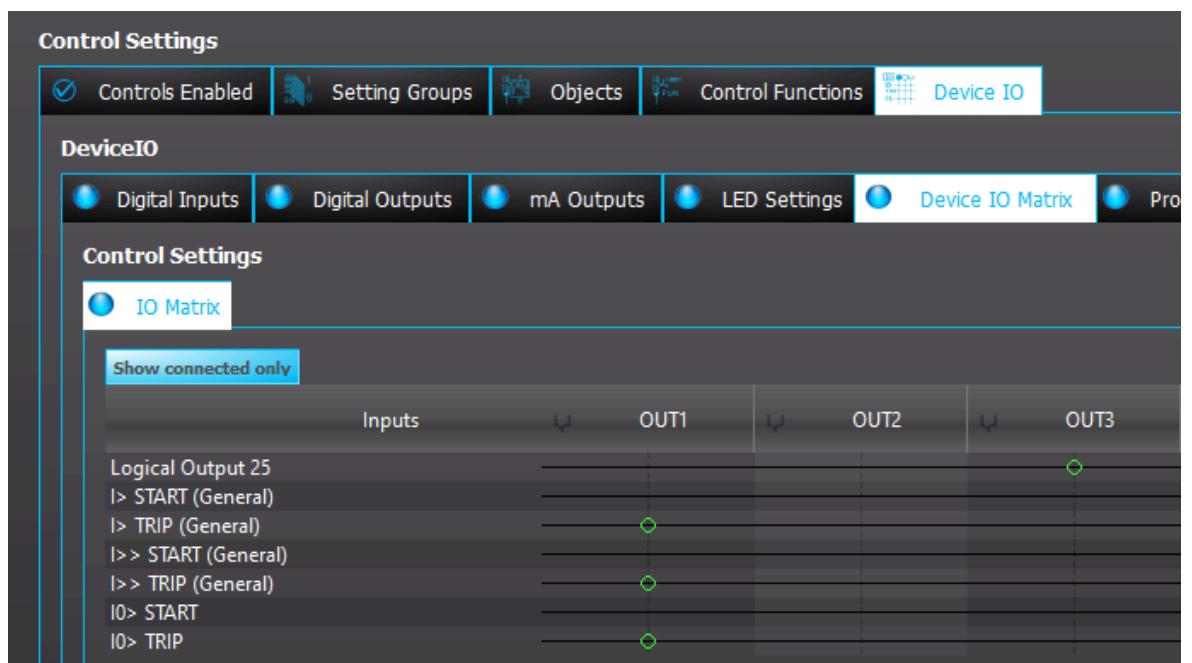 Control Settings
Controls Enabled Setting Groups Objects Control Functions Device IO
DeviceIO
Digital Inputs Digital Outputs mA Outputs LED Settings Device IO Matrix Pro
Control Settings
IO Matrix
Show connected only
Inputs OUT1 OUT2 OUT3
Logical Output 25
I> START (General)
I> TRIP (General)
I>> START (General)
I>> TRIP (General)
I0> START
I0> TRIP